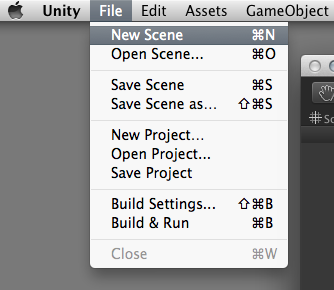 Unity File Edit Assets GameObject
New Scene ⌘N
Open Scene... ⌘O
Save Scene ⌘S
Save Scene as... ⇧⌘S
New Project...
Open Project...
Save Project
Build Settings... ⇧⌘B
Build & Run ⌘B
Close ⌘W